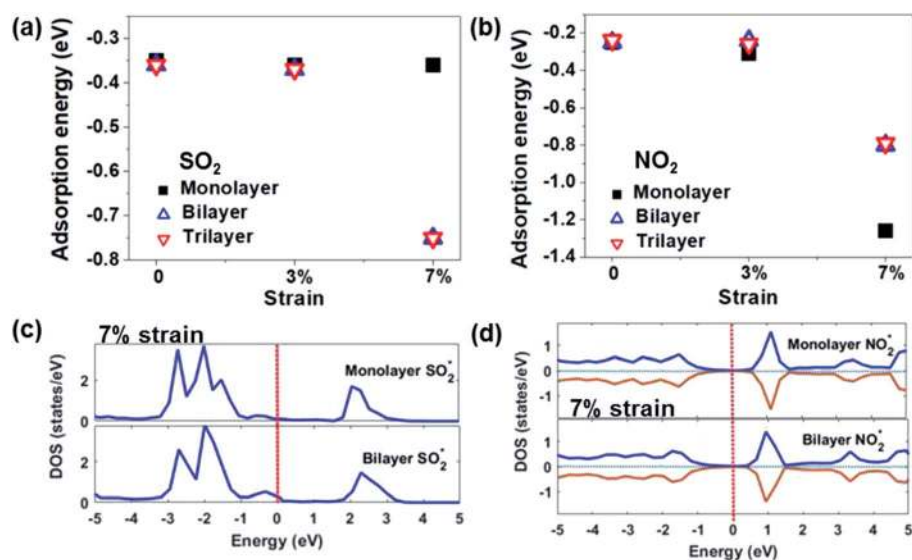 (a)
Adsorption energy (eV)
-0.3
-0.4
-0.5
-0.6
-0.7
-0.8
SO₂
Monolayer
Bilayer
Trilayer
0
3%
7%
Strain
(b)
Adsorption energy (eV)
-0.2
-0.4
-0.6
-0.8
-1.0
-1.2
-1.4
NO₂
Monolayer
Bilayer
Trilayer
0
3%
7%
Strain
(c)
7% strain
DOS (states/eV)
2
0
Monolayer SO₂*
2
0
Bilayer SO₂*
-5 -4 -3 -2 -1 0 1 2 3 4 5
Energy (eV)
(d)
DOS (states/eV)
1
0
-1
Monolayer NO₂*
7% strain
1
0
-1
Bilayer NO₂*
-5 -4 -3 -2 -1 0 1 2 3 4 5
Energy (eV)